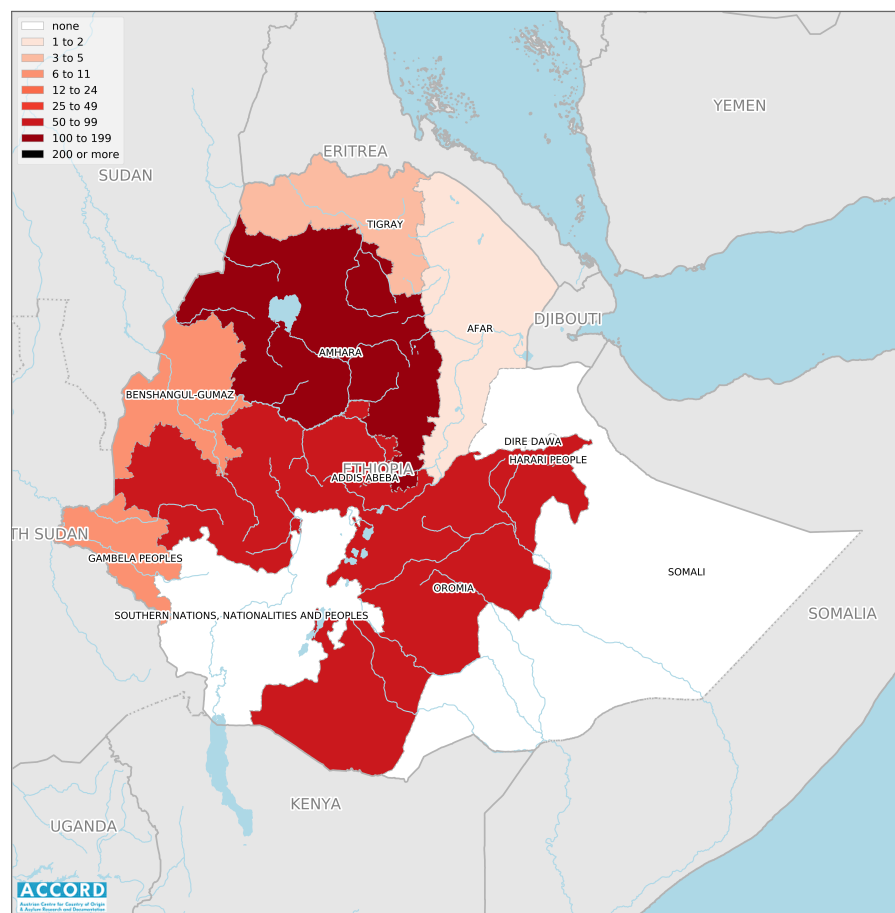 none
1 to 2
3 to 5
6 to 11
12 to 24
25 to 49
50 to 99
100 to 199
200 or more
YEMEN
ERITREA
SUDAN
TIGRAY
DJIBOUTI
AFAR
AMHARA
BENSHANGUL-GUMAZ
DIRE DAWA
HARARI PEOPLE
ETHIOPIA
ADDIS ABEBA
TH SUDAN
GAMBELA PEOPLES
SOMALI
OROMIA
SOUTHERN NATIONS, NATIONALITIES AND PEOPLES
SOMALIA
KENYA
UGANDA
ACCORD
Austrian Centre for Country of Origin
& Asylum Research and Documentation